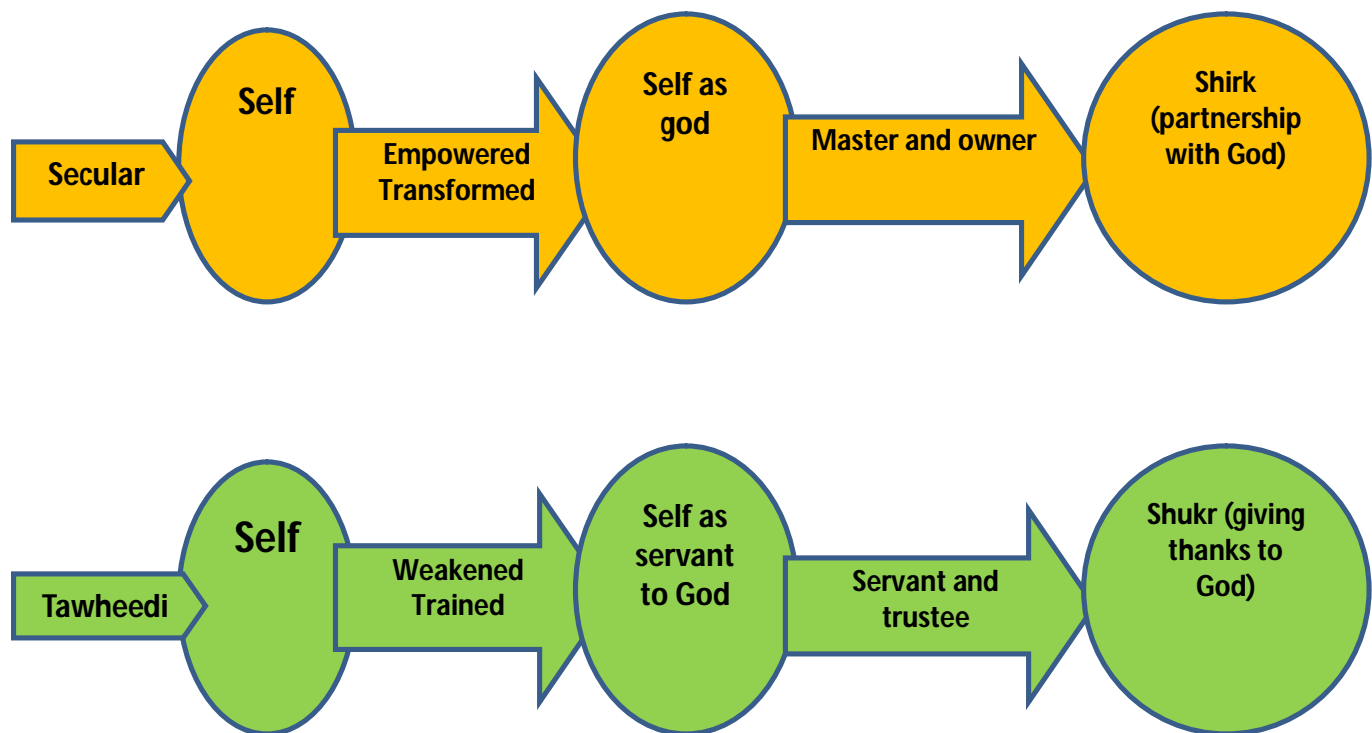 Secular
Self
Empowered
Transformed
Self as
god
Master and owner
Shirk
(partnership
with God)
Tawheedi
Self
Weakened
Trained
Self as
servant
to God
Servant and
trustee
Shukr (giving
thanks to
God)